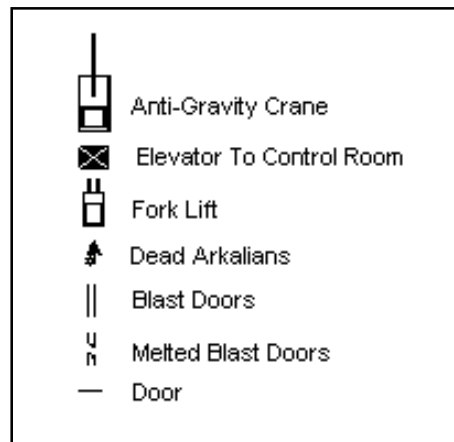 Anti-Gravity Crane
Elevator To Control Room
Fork Lift
Dead Arkalians
Blast Doors
Melted Blast Doors
Door